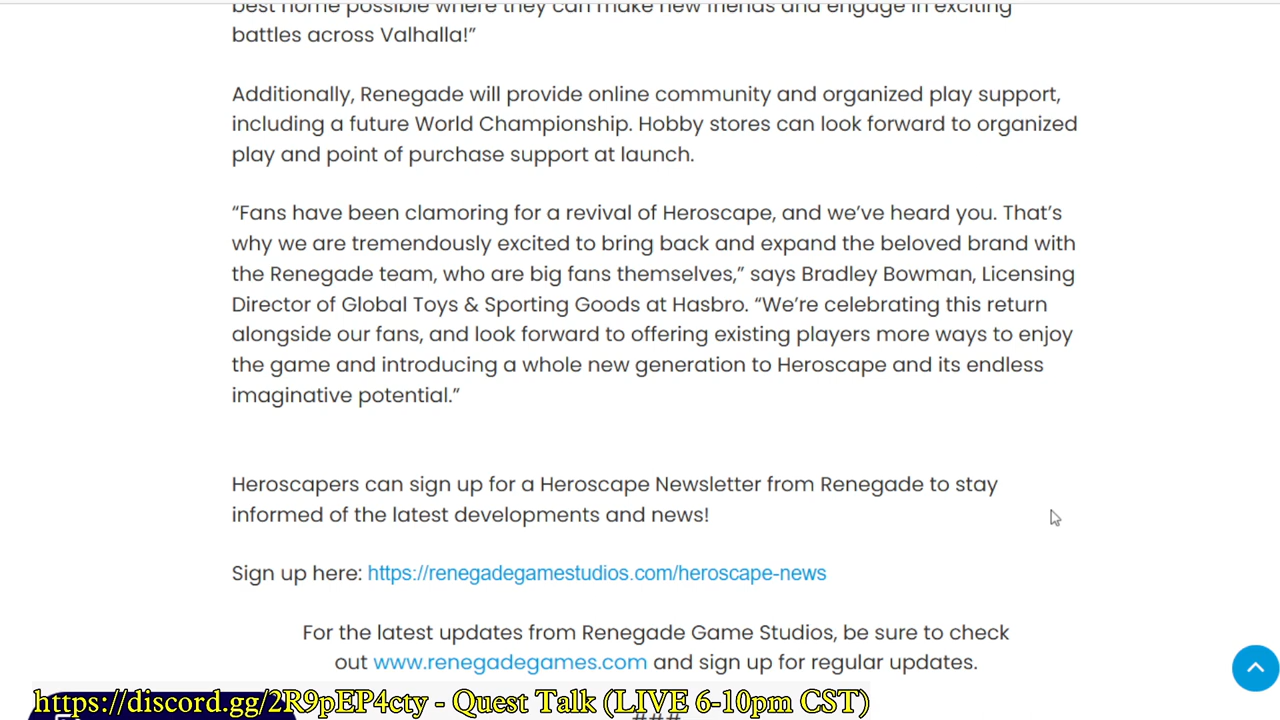 best home possible where they can make new friends and engage in exciting
battles across Valhalla!”
Additionally, Renegade will provide online community and organized play support,
including a future World Championship. Hobby stores can look forward to organized
play and point of purchase support at launch.
“Fans have been clamoring for a revival of Heroscape, and we’ve heard you. That’s
why we are tremendously excited to bring back and expand the beloved brand with
the Renegade team, who are big fans themselves,” says Bradley Bowman, Licensing
Director of Global Toys & Sporting Goods at Hasbro. “We’re celebrating this return
alongside our fans, and look forward to offering existing players more ways to enjoy
the game and introducing a whole new generation to Heroscape and its endless
imaginative potential.”
Heroscapers can sign up for a Heroscape Newsletter from Renegade to stay
informed of the latest developments and news!
Sign up here: https://renegadegamestudios.com/heroscape-news
For the latest updates from Renegade Game Studios, be sure to check
out www.renegadegames.com and sign up for regular updates.
https://discord.gg/2R9pEP4cty - Quest Talk (LIVE 6-10pm CST)
###